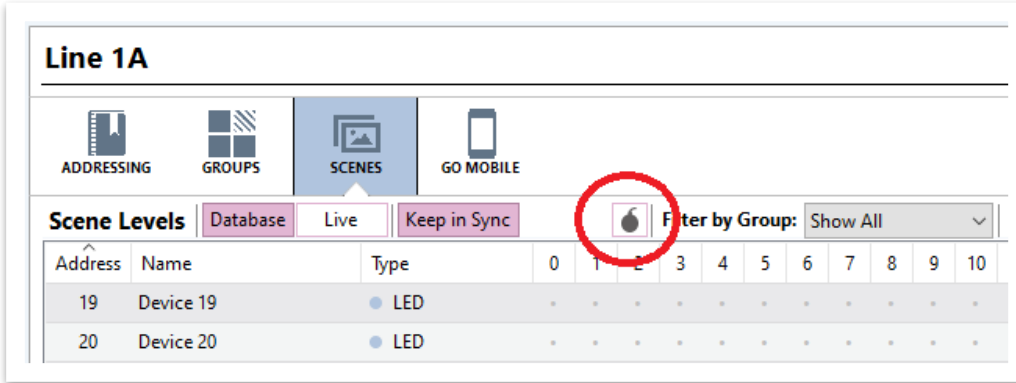 Line 1A
ADDRESSING GROUPS SCENES GO MOBILE
Scene Levels Database Live Keep in Sync Filter by Group: Show All
Address Name Type 0 1 2 3 4 5 6 7 8 9 10
19 Device 19 LED
20 Device 20 LED